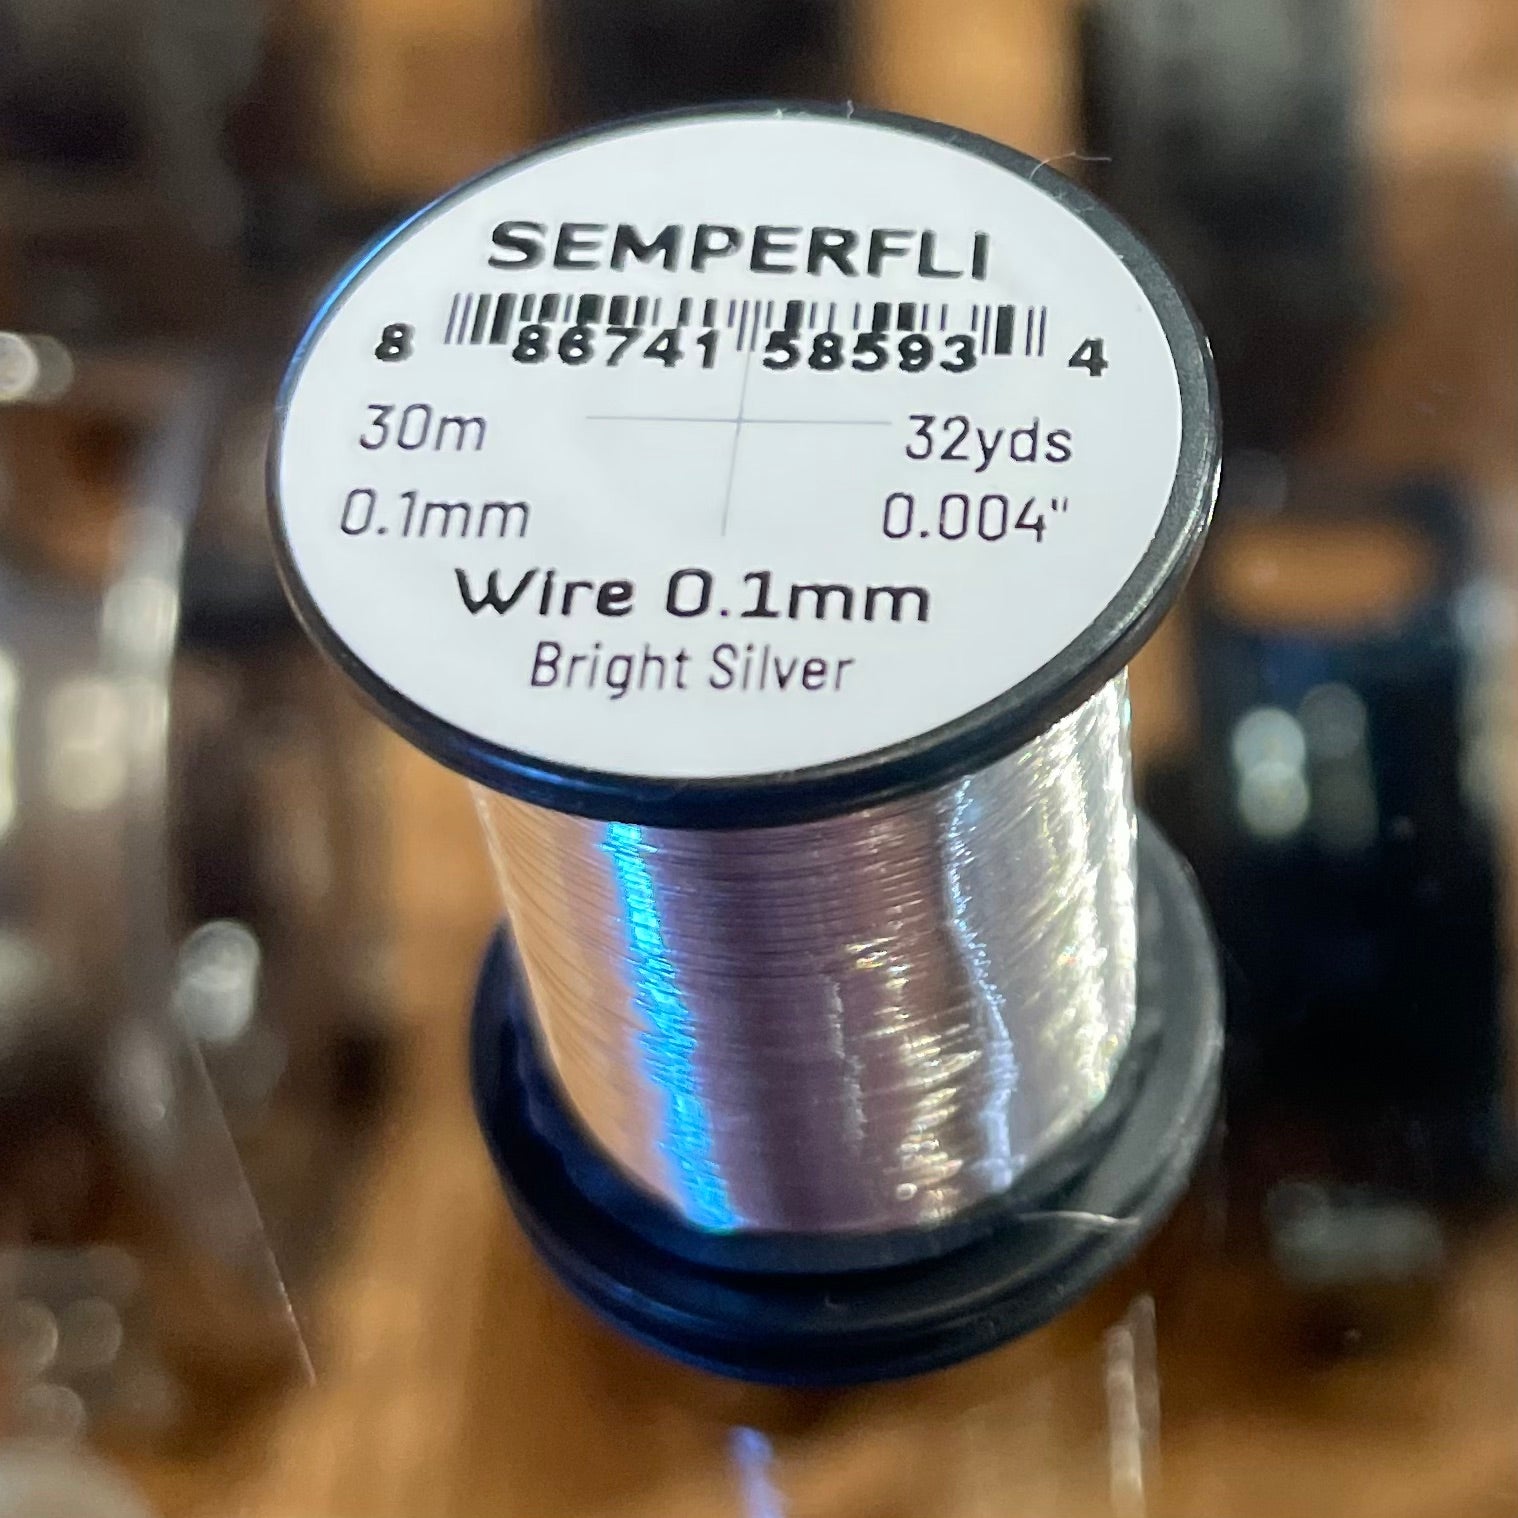 SEMPERFLI
8 86741 58593 4
30m 32yds
0.1mm 0.004"
Wire 0.1mm
Bright Silver